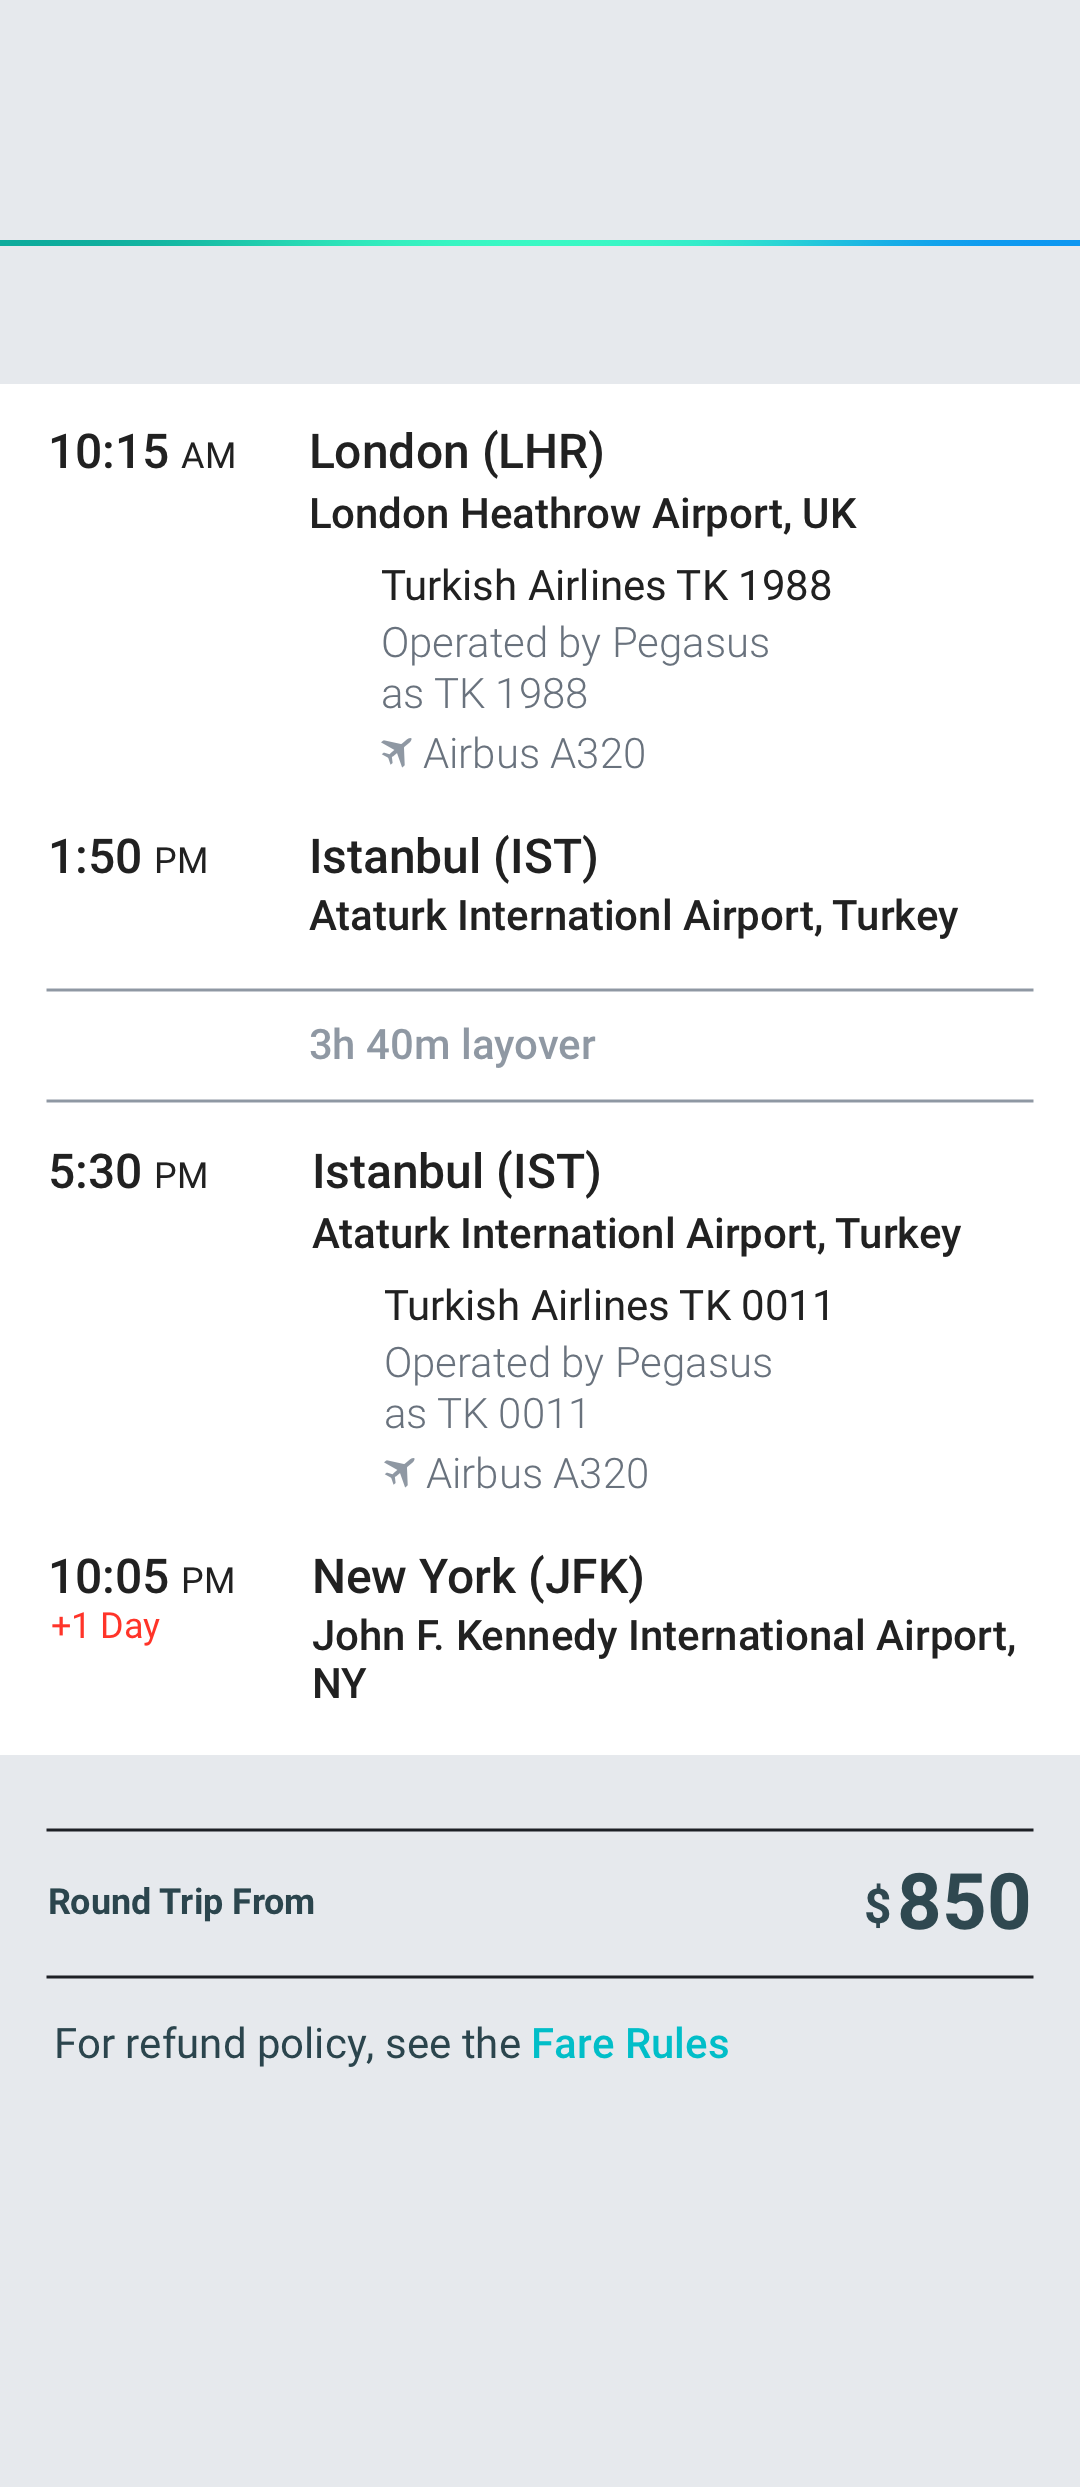 10:15 AM
London (LHR)
London Heathrow Airport, UK
Turkish Airlines TK 1988
Operated by Pegasus
as TK 1988
Airbus A320
1:50 PM
Istanbul (IST)
Ataturk Internationl Airport, Turkey
3h 40m layover
5:30 PM
Istanbul (IST)
Ataturk Internationl Airport, Turkey
Turkish Airlines TK 0011
Operated by Pegasus
as TK 0011
Airbus A320
10:05 PM
+1 Day
New York (JFK)
John F. Kennedy International Airport,
NY
Round Trip From
$850
For refund policy, see the Fare Rules